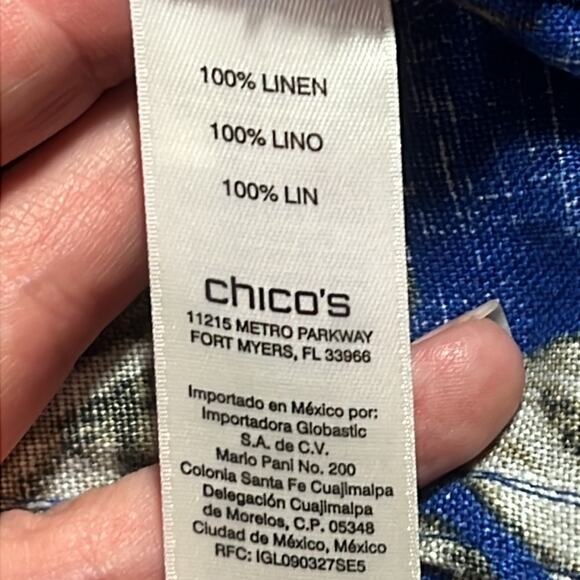 100% LINEN
100% LINO
100% LIN
chico's
11215 METRO PARKWAY
FORT MYERS, FL 33966
Importado en México por:
Importadora Globastic
S.A. de C.V.
Mario Pani No. 200
Colonia Santa Fe Cuajimalpa
Delegación Cuajimalpa
de Morelos, C.P. 05348
Ciudad de México, México
RFC: IGL090327SE5